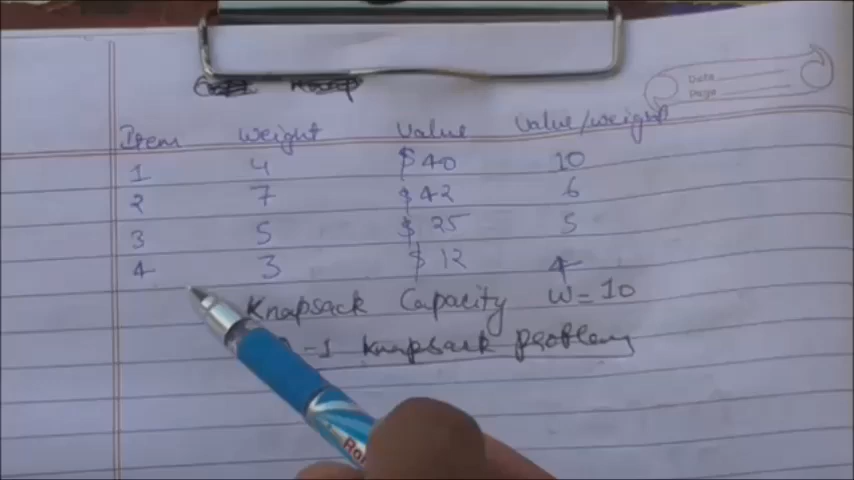 Data
Page
Item Weight Value Value/weight
1 4 $40 10
2 7 $42 6
3 5 $25 5
4 3 $12 4
Knapsack Capacity W=10
-1 Knapsack problem